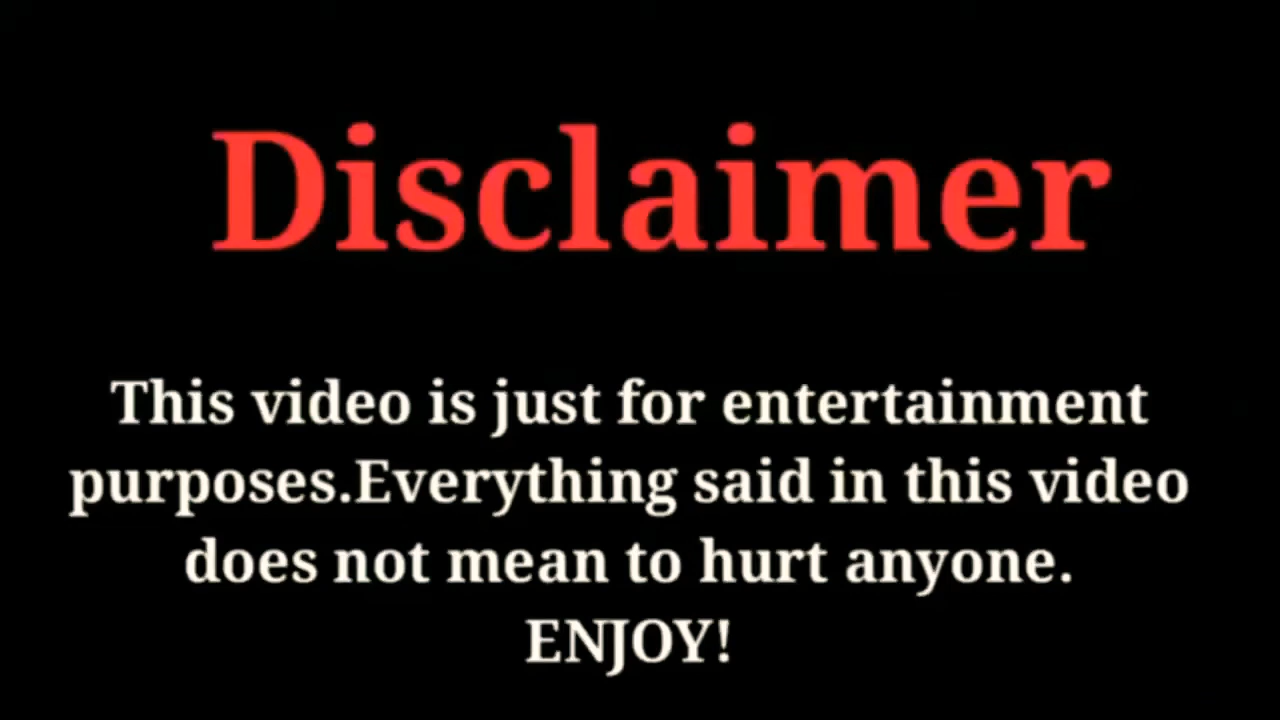 Disclaimer
This video is just for entertainment
purposes.Everything said in this video
does not mean to hurt anyone.
ENJOY!